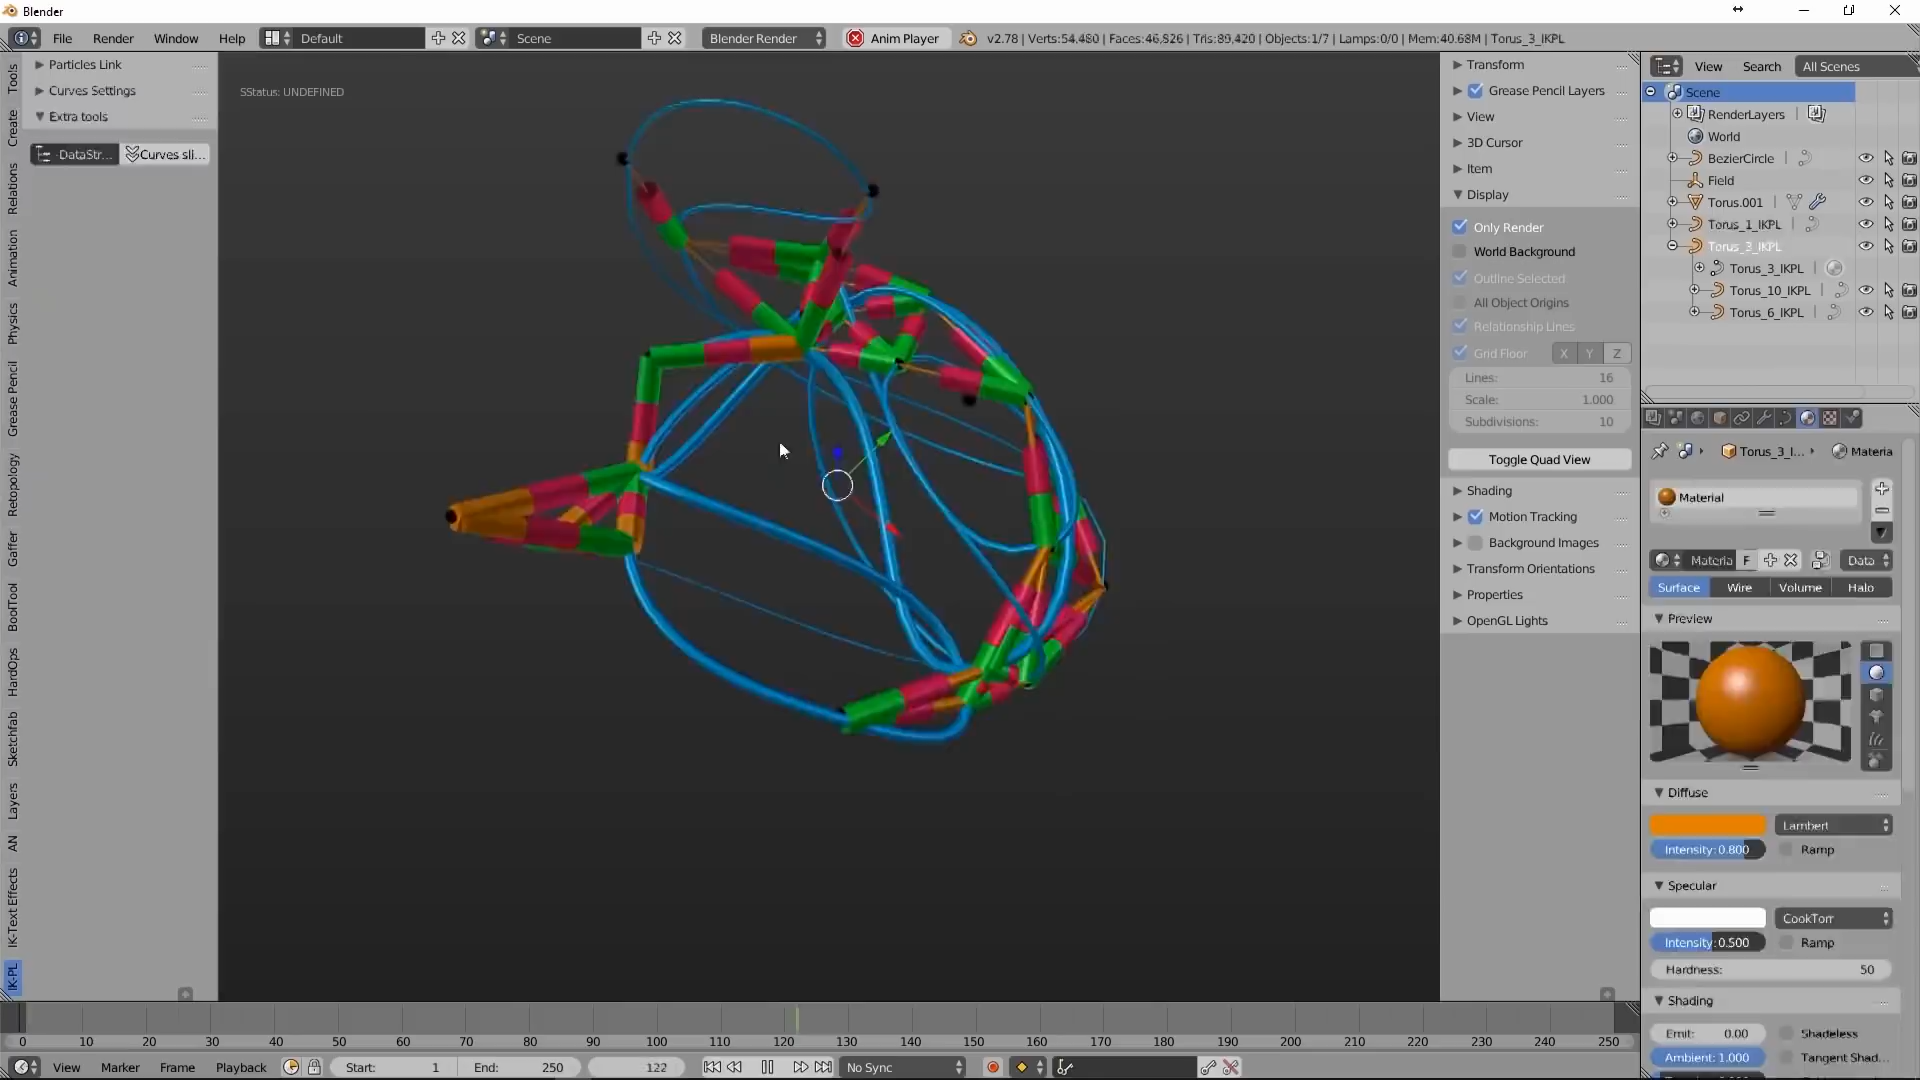 Blender
File Render Window Help Default Scene Blender Render Anim Player v2.78 | Verts:54,480 | Faces:46,826 | Tris:89,420 | Objects:1/7 | Lamps:0/0 | Mem:40.68M | Torus_3_IKPL
Tools
Create
Relations
Animation
Physics
Grease Pencil
Retopology
Gaffer
BoolTool
HardOps
Sketchfab
Layers
AN
IK-Text Effects
IK-PL
Particles Link
Curves Settings
Extra tools
-DataStr... Curves sli...
SStatus: UNDEFINED
Transform
Grease Pencil Layers
View
3D Cursor
Item
Display
Only Render
World Background
Outline Selected
All Object Origins
Relationship Lines
Grid Floor X Y Z
Lines: 16
Scale: 1.000
Subdivisions: 10
Toggle Quad View
Shading
Motion Tracking
Background Images
Transform Orientations
Properties
OpenGL Lights
View Search All Scenes
Scene
RenderLayers
World
BezierCircle
Field
Torus.001
Torus_1_IKPL
Torus_3_IKPL
Torus_3_IKPL
Torus_10_IKPL
Torus_6_IKPL
Torus_3_I... Materia
Material
Materia F Data
Surface Wire Volume Halo
Preview
Diffuse
Lambert
Intensity:0.800 Ramp
Specular
CookTorr
Intensity:0.500 Ramp
Hardness: 50
Shading
Emit: 0.00 Shadeless
Ambient: 1.000 Tangent Shad...
0 10 20 30 40 50 60 70 80 90 100 110 120 130 140 150 160 170 180 190 200 210 220 230 240 250
View Marker Frame Playback Start: 1 End: 250 122 No Sync